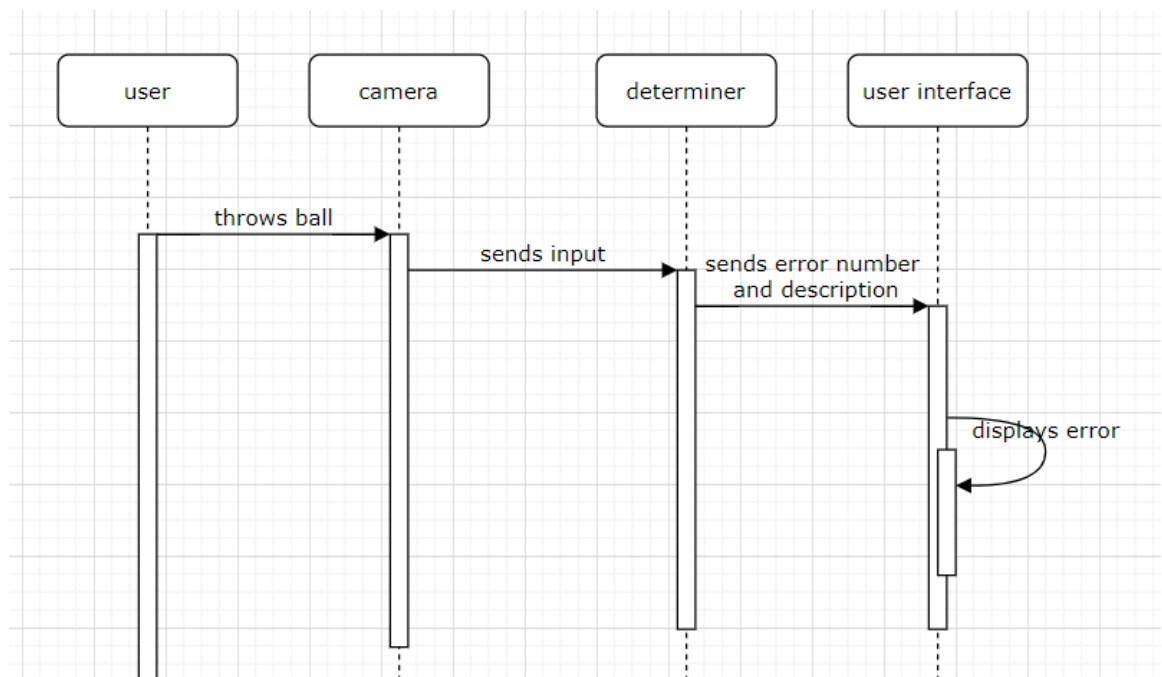 user
camera
determiner
user interface
throws ball
sends input
sends error number
and description
displays error